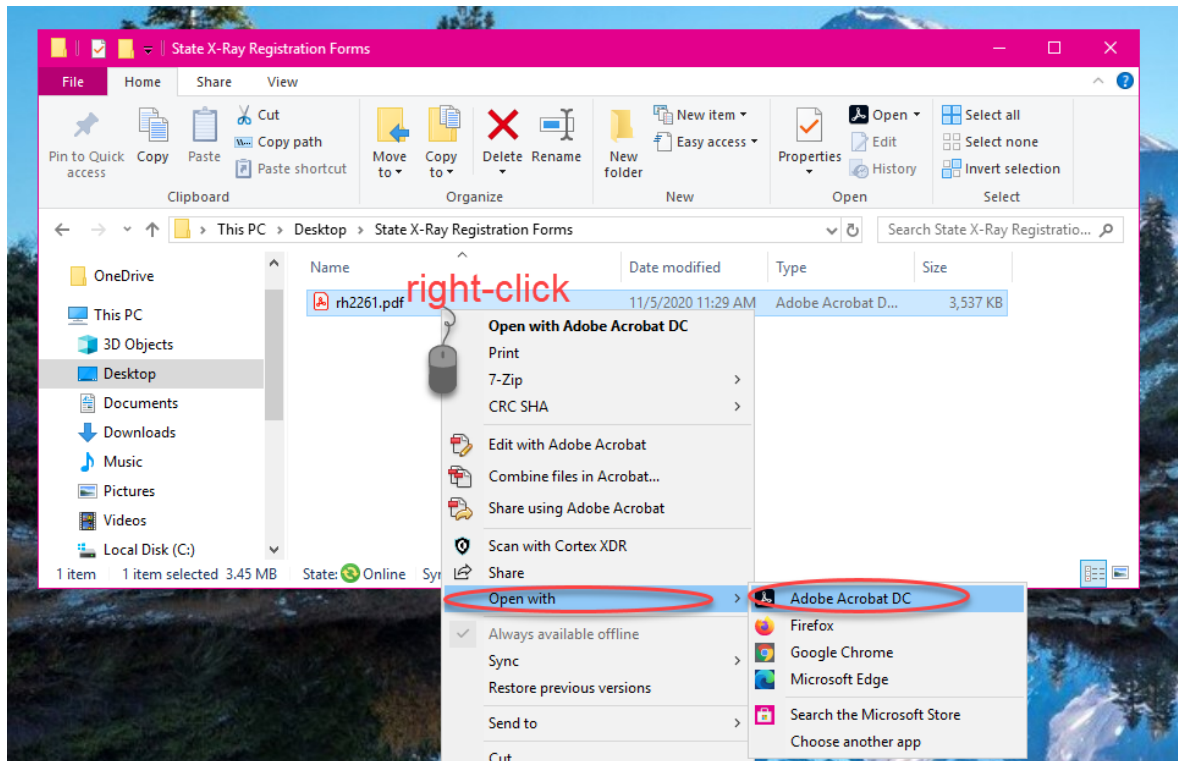 State X-Ray Registration Forms
File Home Share View
Pin to Quick access
Copy
Paste
Cut
Copy path
Paste shortcut
Move to
Copy to
Delete
Rename
New folder
New item
Easy access
Properties
Open
Edit
History
Select all
Select none
Invert selection
Clipboard Organize New Open Select
This PC > Desktop > State X-Ray Registration Forms
Search State X-Ray Registratio...
Name Date modified Type Size
rh2261.pdf 11/5/2020 11:29 AM Adobe Acrobat D... 3,537 KB
right-click
OneDrive
This PC
3D Objects
Desktop
Documents
Downloads
Music
Pictures
Videos
Local Disk (C:)
1 item 1 item selected 3.45 MB State: Online Syn
Open with Adobe Acrobat DC
Print
7-Zip
CRC SHA
Edit with Adobe Acrobat
Combine files in Acrobat...
Share using Adobe Acrobat
Scan with Cortex XDR
Share
Open with
Always available offline
Sync
Restore previous versions
Send to
Cut
Adobe Acrobat DC
Firefox
Google Chrome
Microsoft Edge
Search the Microsoft Store
Choose another app